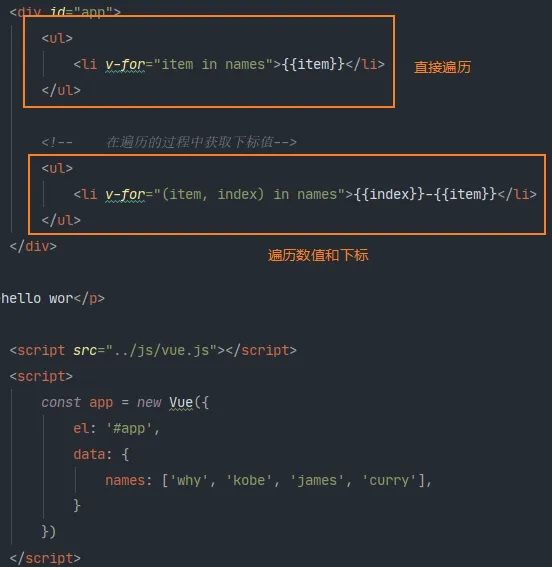 <div id="app">
<ul>
<li v-for="item in names">{{item}}</li>
直接遍历
</ul>
<!-- 在遍历的过程中获取下标值-->
<ul>
<li v-for="(item, index) in names">{{index}}-{{item}}</li>
</ul>
</div>
遍历数值和下标
hello wor</p>
<script src="../js/vue.js"></script>
<script>
const app = new Vue({
el: '#app',
data: {
names: ['why', 'kobe', 'james', 'curry'],
}
})
</script>